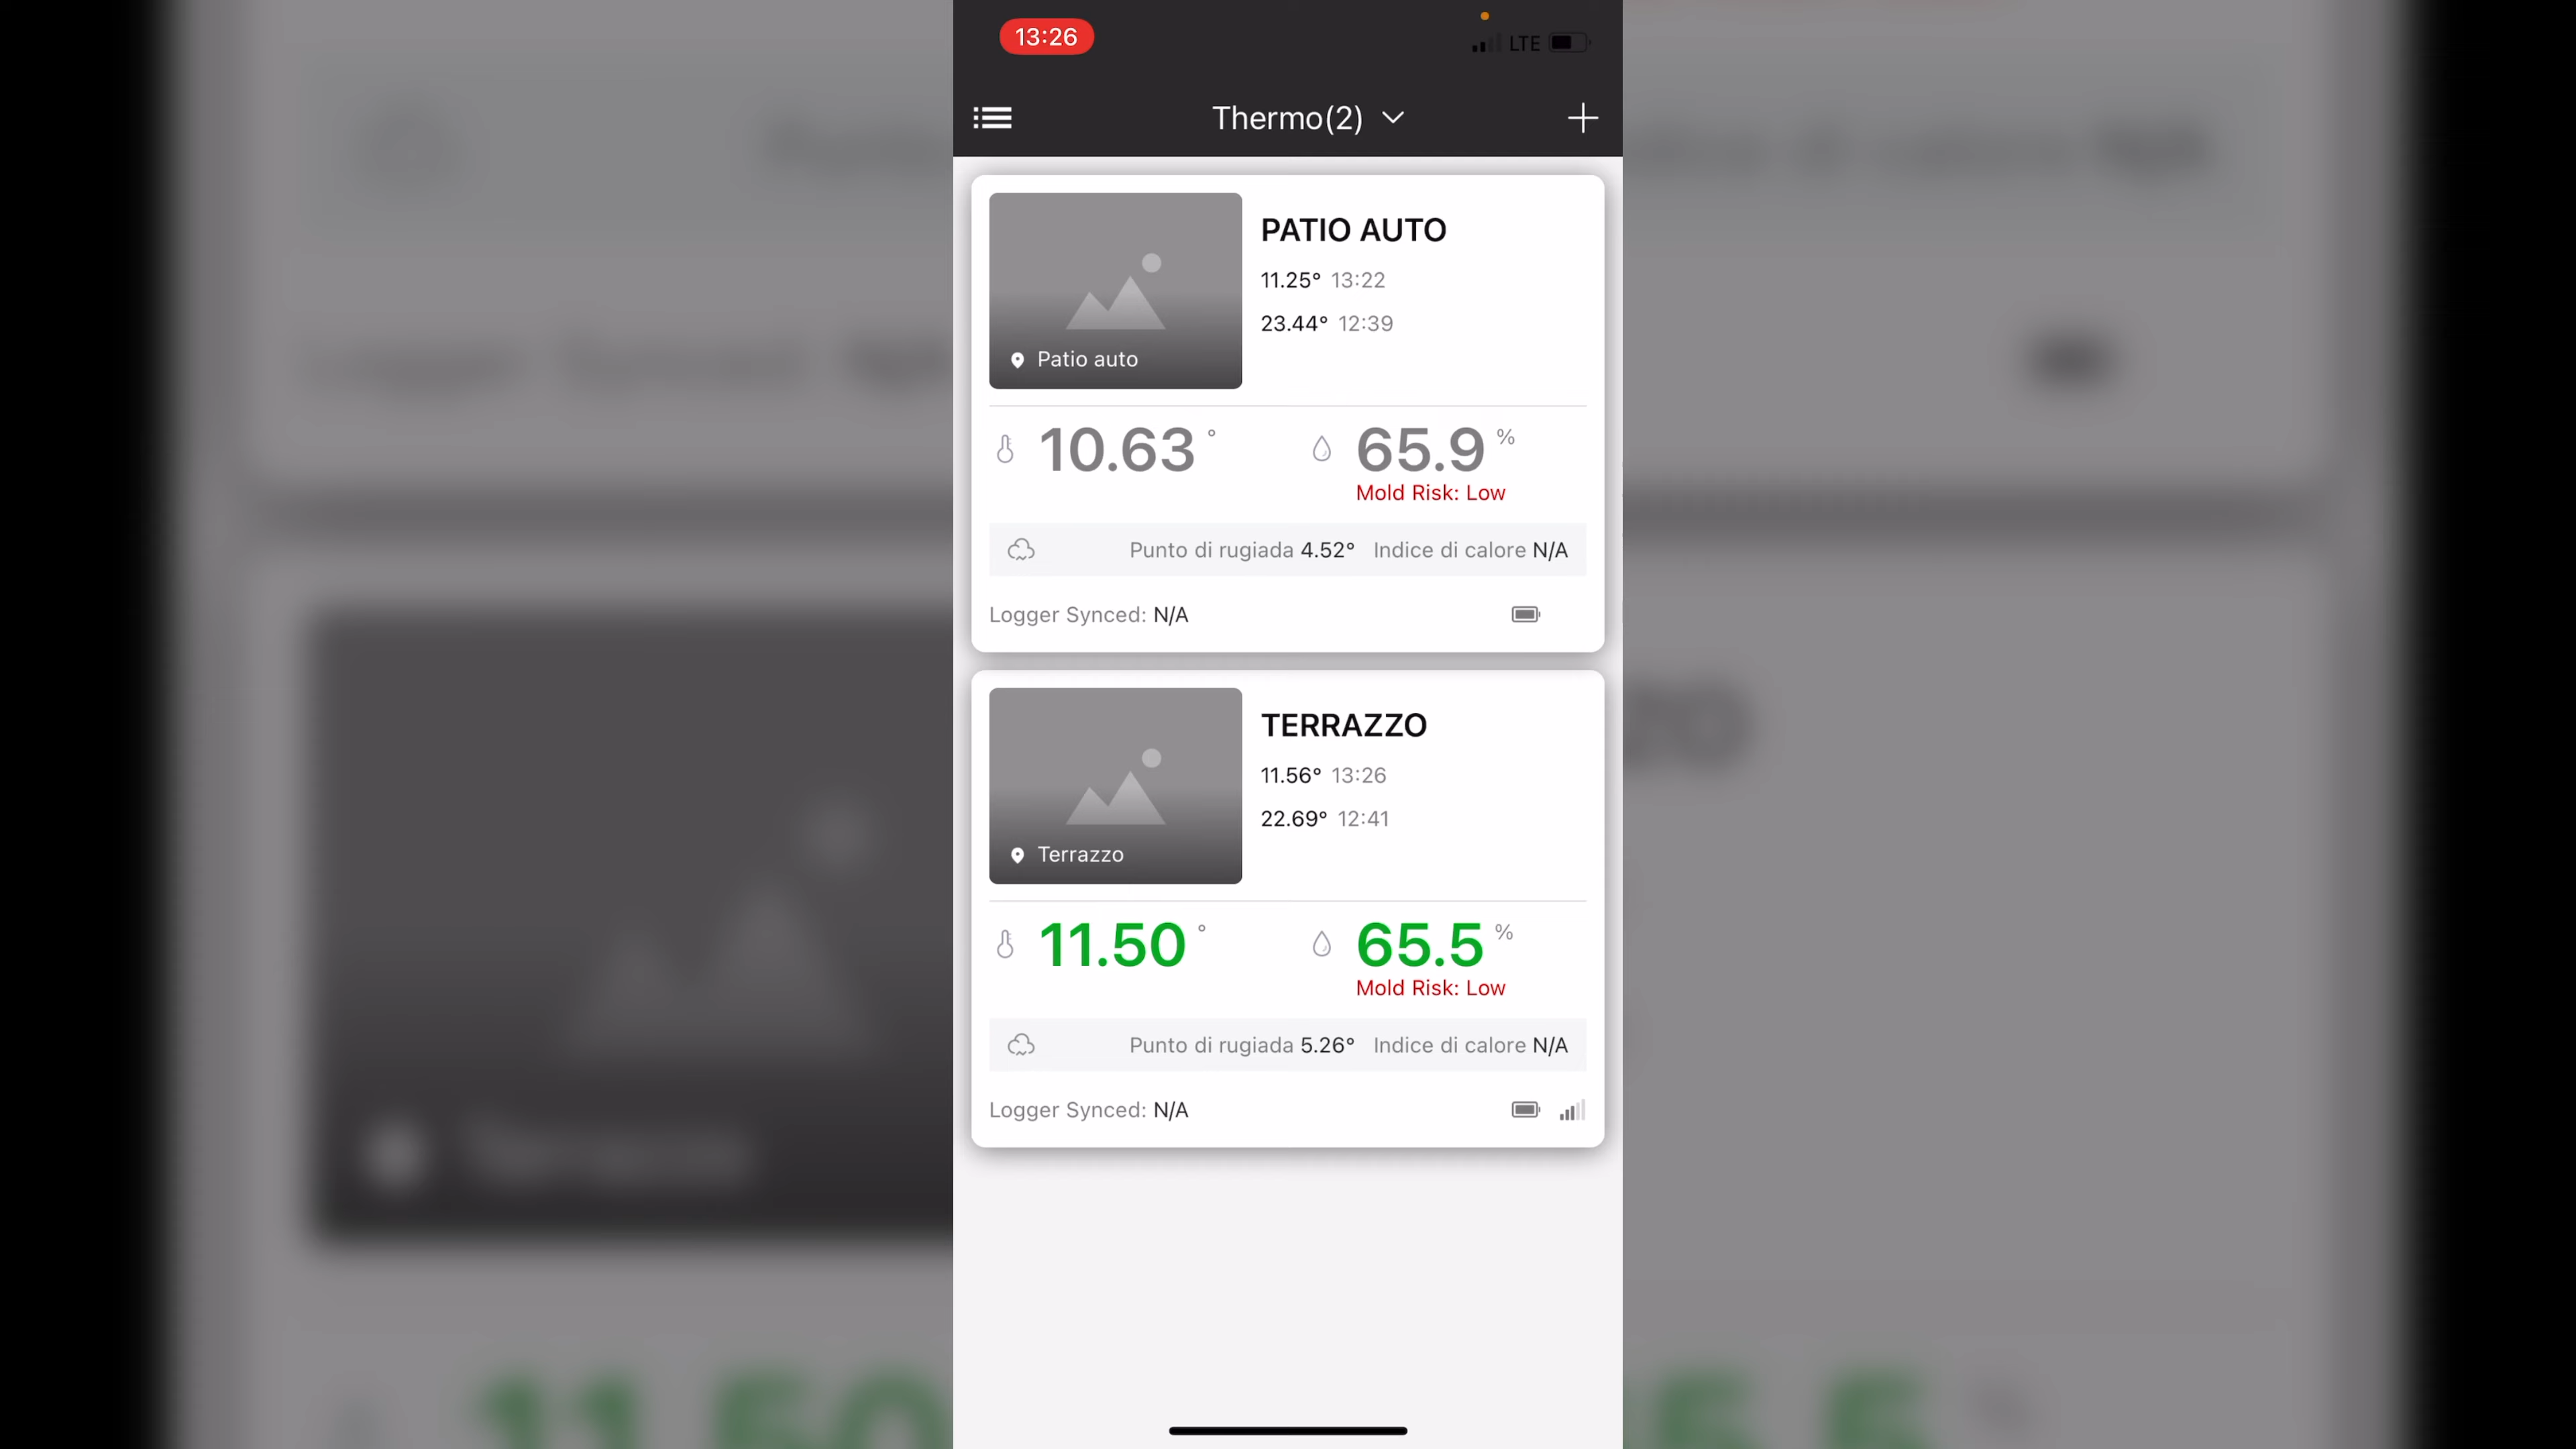 13:26
LTE
Thermo(2)
PATIO AUTO
11.25° 13:22
23.44° 12:39
Patio auto
10.63° 65.9%
Mold Risk: Low
Punto di rugiada 4.52° Indice di calore N/A
Logger Synced: N/A
TERRAZZO
11.56° 13:26
22.69° 12:41
Terrazzo
11.50° 65.5%
Mold Risk: Low
Punto di rugiada 5.26° Indice di calore N/A
Logger Synced: N/A